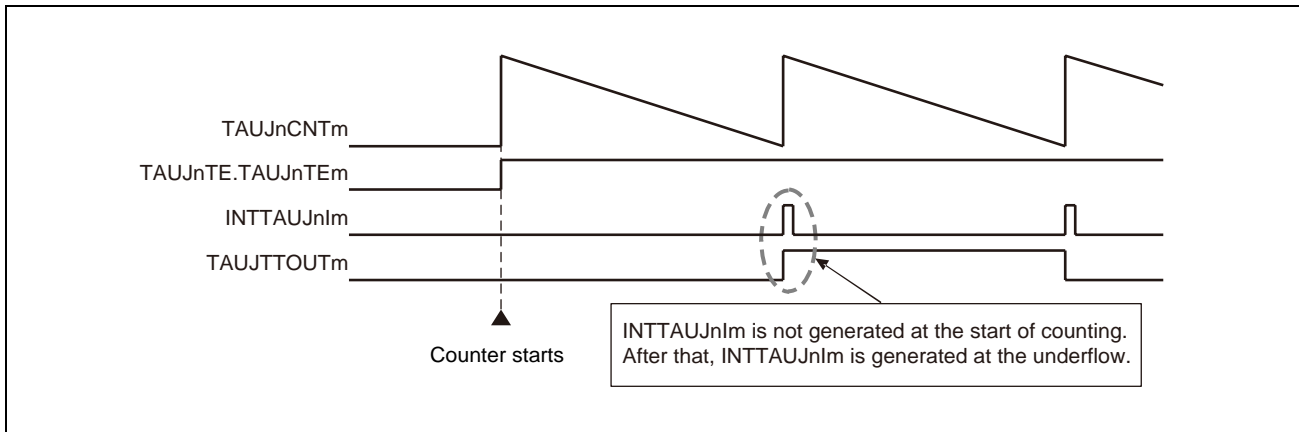 TAUJnCNTm
TAUJnTE.TAUJnTEm
INTTAUJnIm
TAUJTTOUTm
INTTAUJnIm is not generated at the start of counting.
After that, INTTAUJnIm is generated at the underflow.
Counter starts